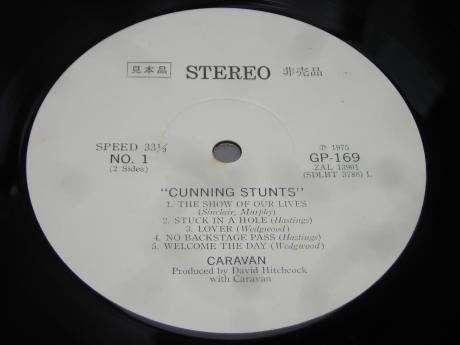 見本品 STEREO 非売品
SPEED 33⅓
NO. 1
(2 Sides)
℗ 1975
GP-169
ZAL 13901
(SDLBT 3786) L
"CUNNING STUNTS"
1. THE SHOW OF OUR LIVES
(Sinclair, Murphy)
2. STUCK IN A HOLE (Hastings)
3. LOVER (Wedgwood)
4. NO BACKSTAGE PASS (Hastings)
5. WELCOME THE DAY (Wedgwood)
CARAVAN
Produced by David Hitchcock
with Caravan